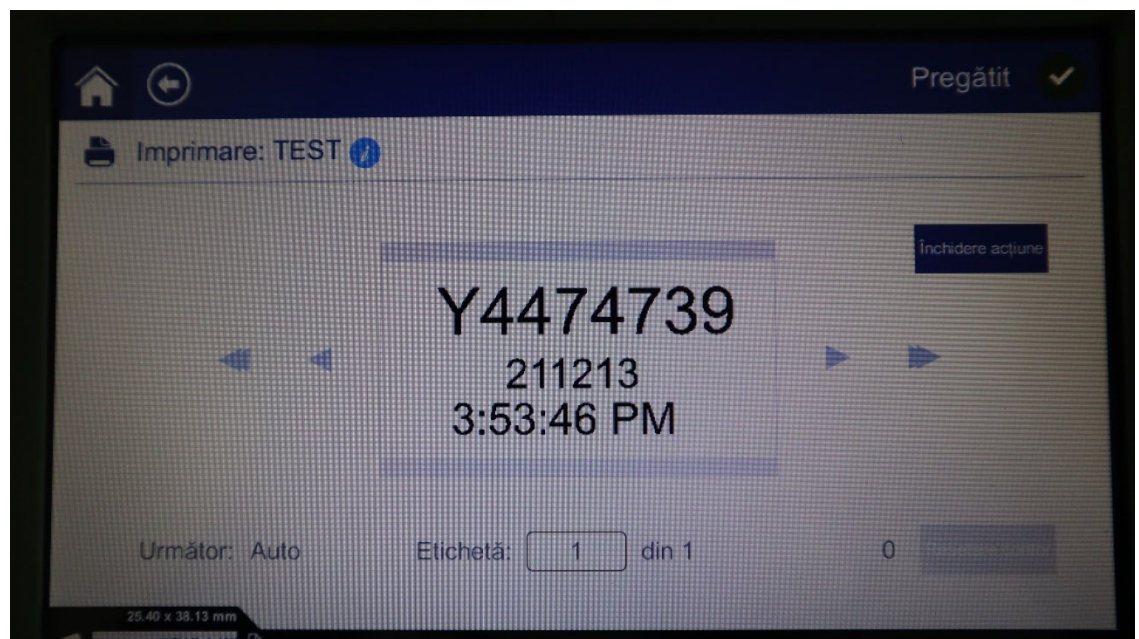 Pregătit
Imprimare: TEST
Închidere acțiune
Y4474739
211213
3:53:46 PM
Următor: Auto
Etichetă: 1 din 1
0
25.40 x 38.13 mm